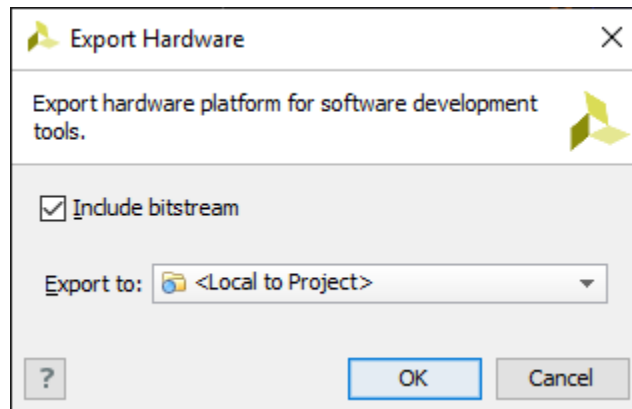 Export Hardware
Export hardware platform for software development
tools.
Include bitstream
Export to: <Local to Project>
?
OK
Cancel